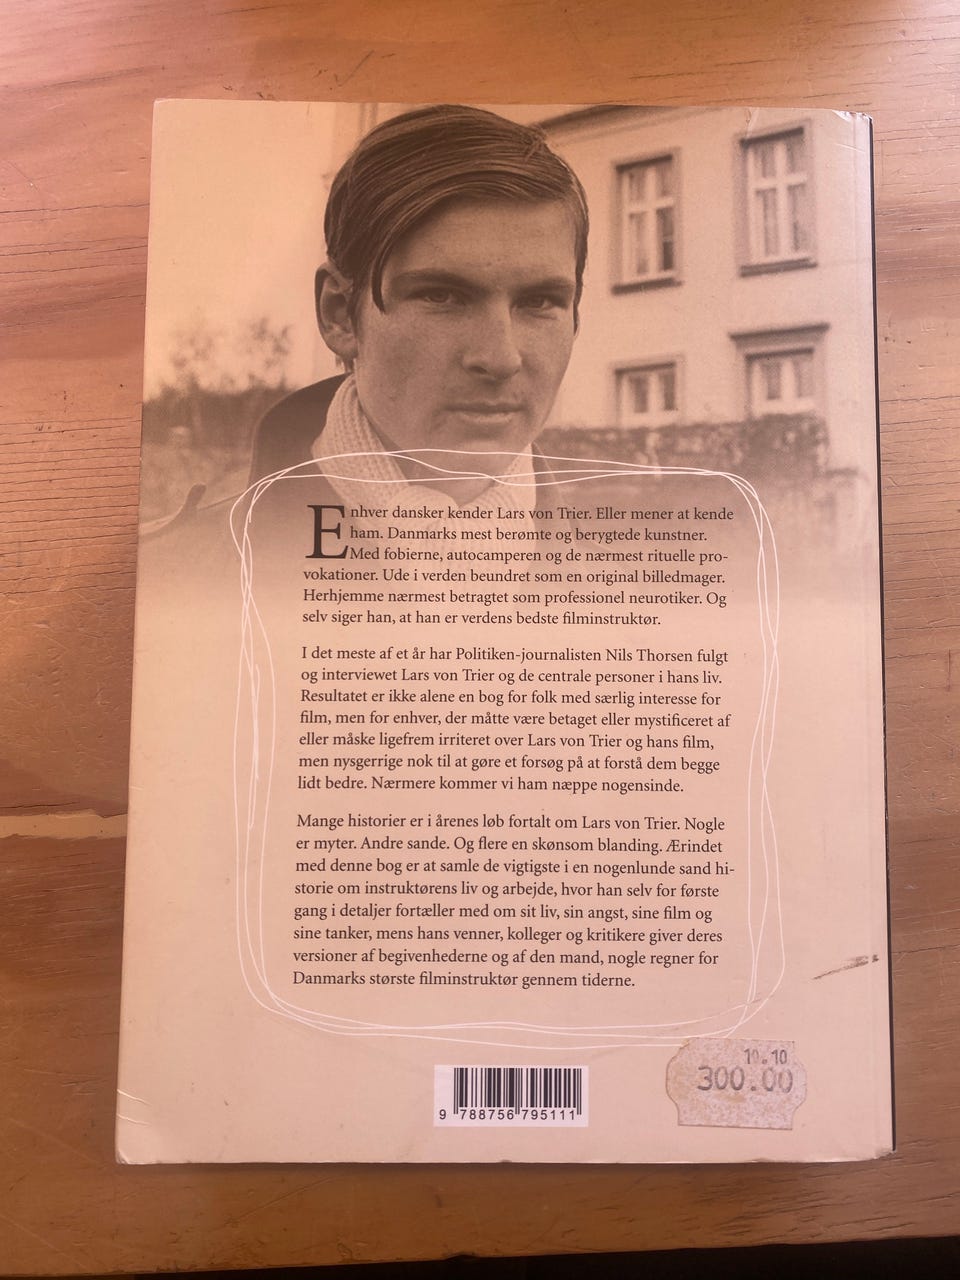 Enhver dansker kender Lars von Trier. Eller mener at kende
ham. Danmarks mest berømte og berygtede kunstner.
Med fobierne, autocamperen og de nærmest rituelle pro-
vokationer. Ude i verden beundret som en original billedmager.
Herhjemme nærmest betragtet som professionel neurotiker. Og
selv siger han, at han er verdens bedste filminstruktør.
I det meste af et år har Politiken-journalisten Nils Thorsen fulgt
og interviewet Lars von Trier og de centrale personer i hans liv.
Resultatet er ikke alene en bog for folk med særlig interesse for
film, men for enhver, der måtte være betaget eller mystificeret af
eller måske ligefrem irriteret over Lars von Trier og hans film,
men nysgerrige nok til at gøre et forsøg på at forstå dem begge
lidt bedre. Nærmere kommer vi ham næppe nogensinde.
Mange historier er i årenes løb fortalt om Lars von Trier. Nogle
er myter. Andre sande. Og flere en skønsom blanding. Ærindet
med denne bog er at samle de vigtigste i en nogenlunde sand hi-
storie om instruktørens liv og arbejde, hvor han selv for første
gang i detaljer fortæller med om sit liv, sin angst, sine film og
sine tanker, mens hans venner, kolleger og kritikere giver deres
versioner af begivenhederne og af den mand, nogle regner for
Danmarks største filminstruktør gennem tiderne.
10.10
300.00
9 788756 795111